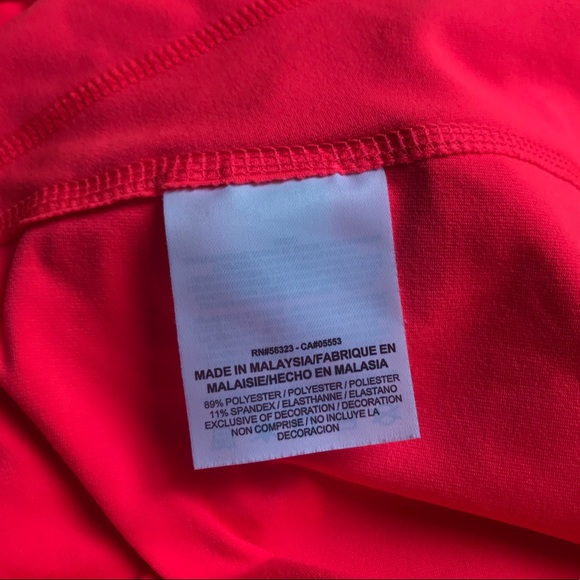 RN#56323 - CA#05553
MADE IN MALAYSIA/FABRIQUE EN
MALAISIE/HECHO EN MALASIA
89% POLYESTER / POLYESTER / POLIESTER
11% SPANDEX / ELASTHANNE / ELASTANO
EXCLUSIVE OF DECORATION / DECORATION
NON COMPRISE / NO INCLUYE LA
DECORACION